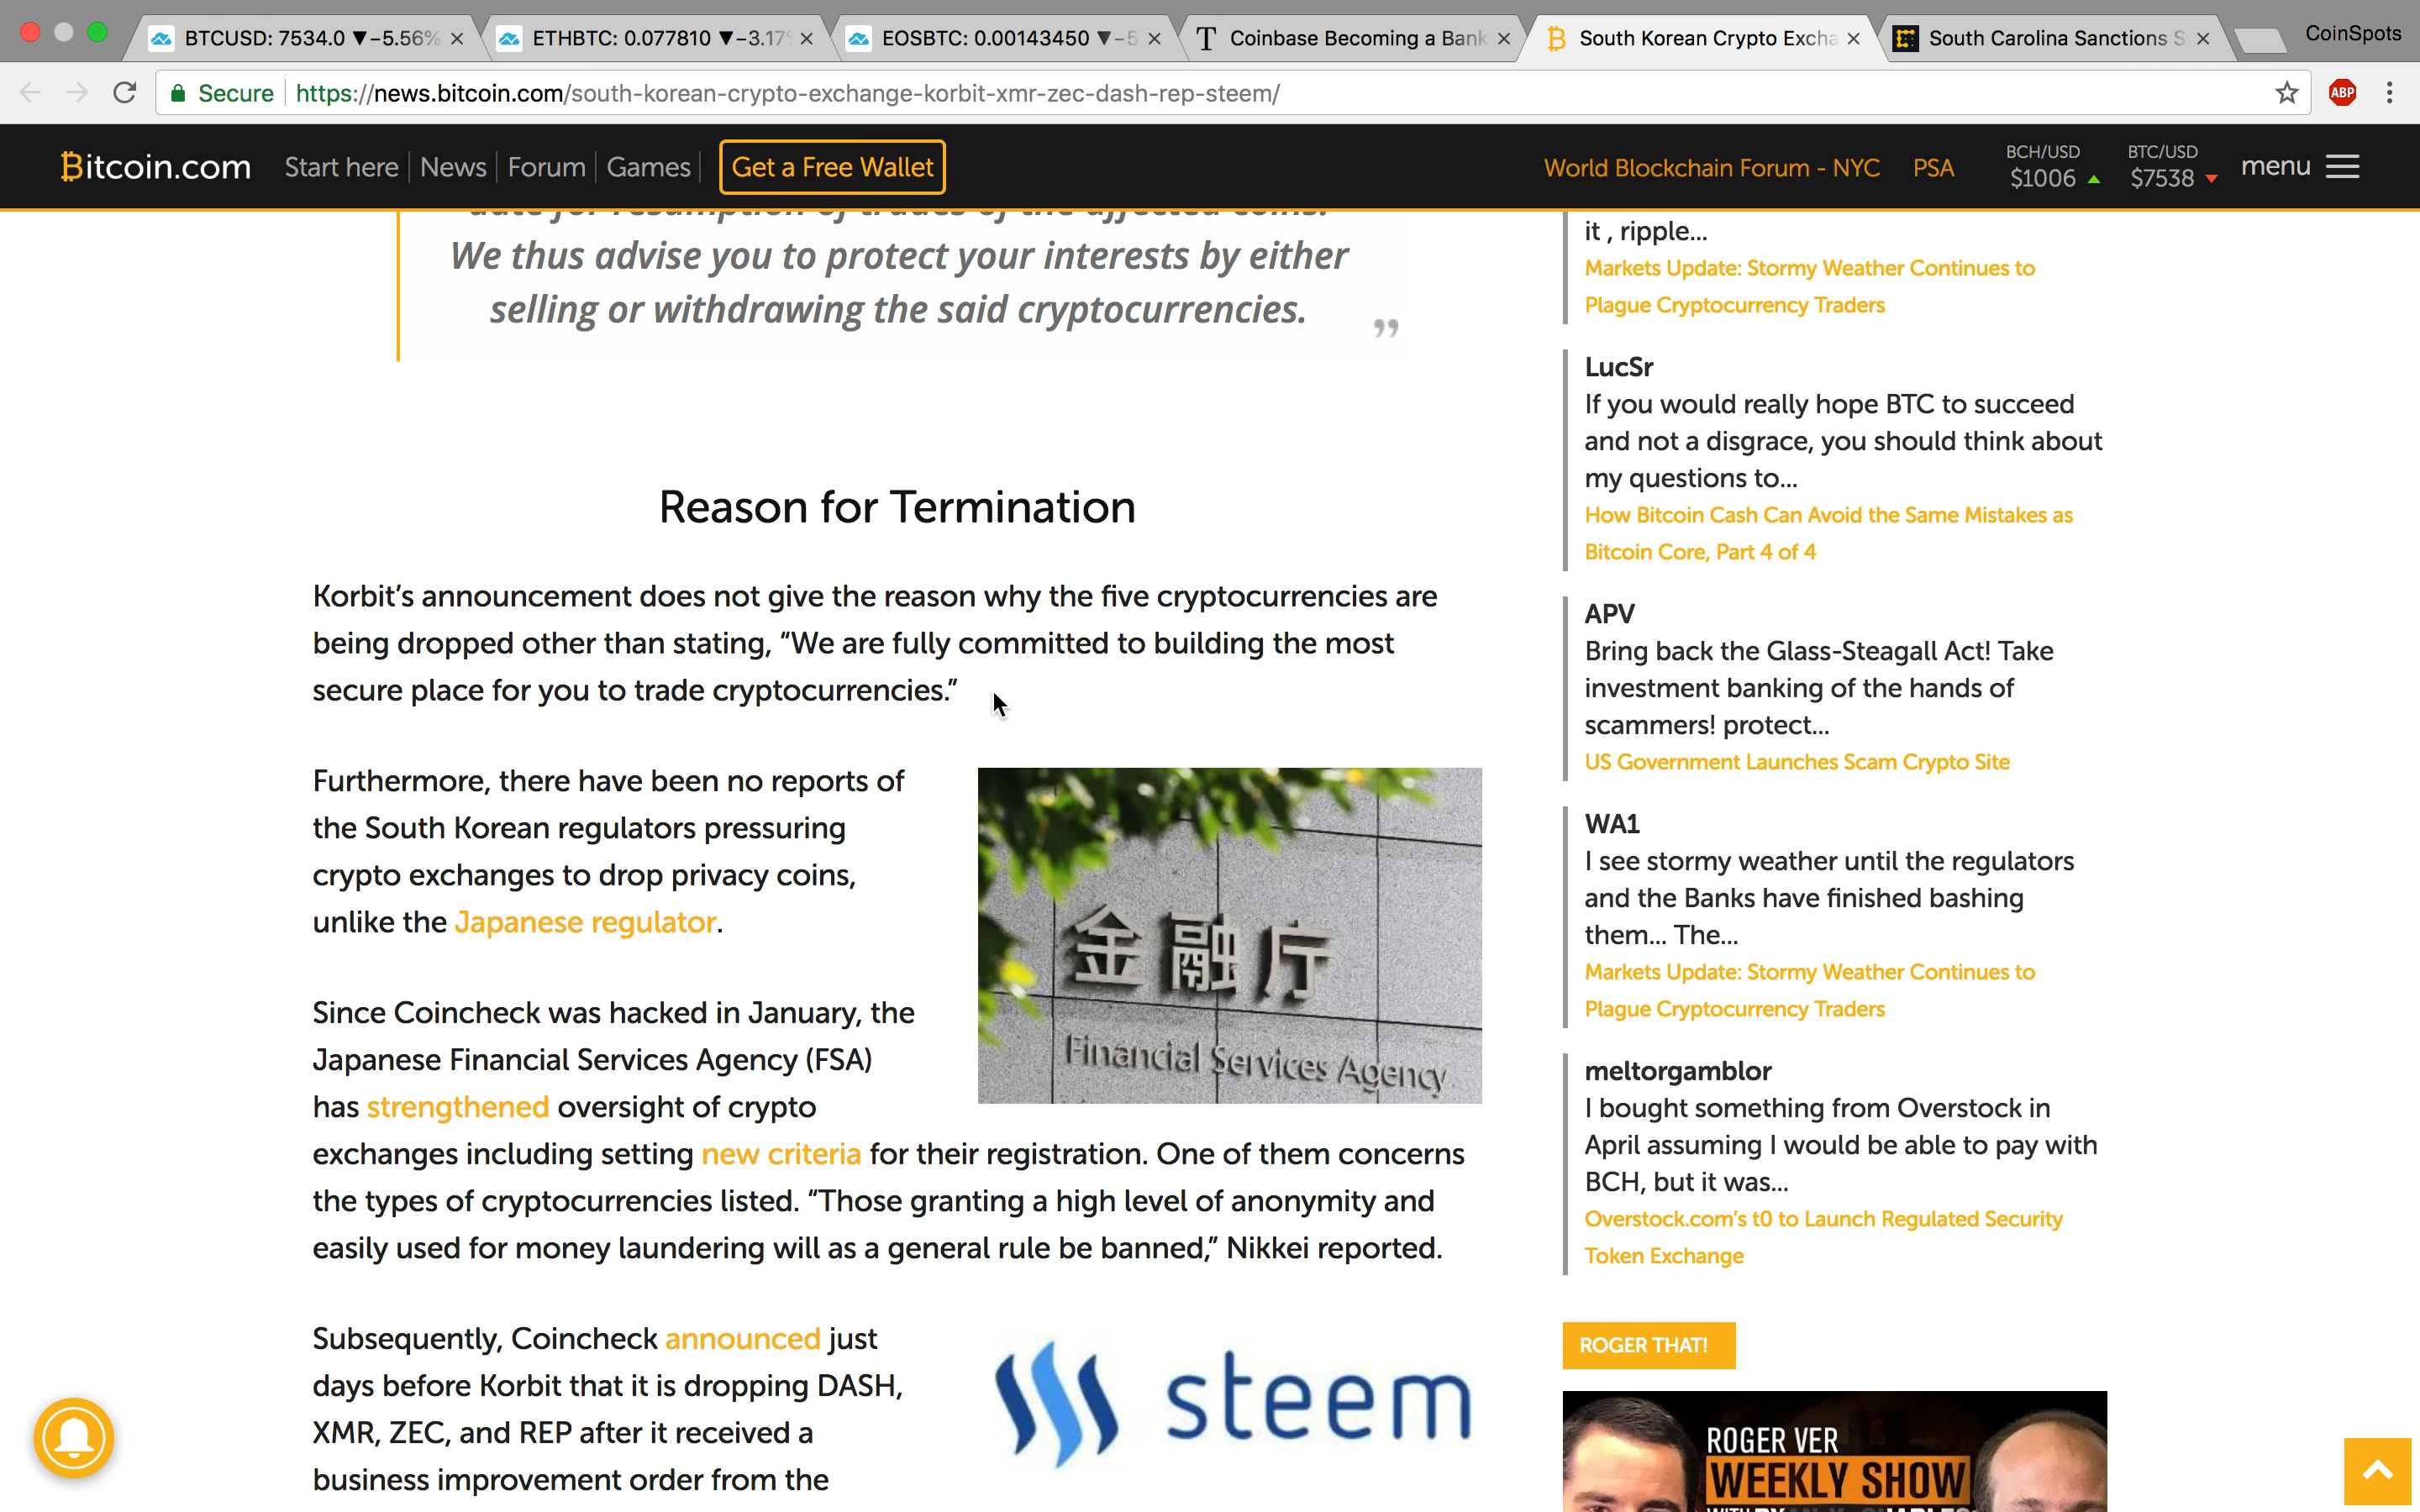 BTCUSD: 7534.0 ▼−5.56%
ETHBTC: 0.077810 ▼−3.17%
EOSBTC: 0.00143450 ▼−5
Coinbase Becoming a Bank
South Korean Crypto Excha
South Carolina Sanctions S
CoinSpots
Secure https://news.bitcoin.com/south-korean-crypto-exchange-korbit-xmr-zec-dash-rep-steem/
ABP
Bitcoin.com Start here News Forum Games Get a Free Wallet
World Blockchain Forum - NYC PSA
BCH/USD
$1006
BTC/USD
$7538
menu
date for resumption of trades of the affected coins.
We thus advise you to protect your interests by either
selling or withdrawing the said cryptocurrencies.
”
Reason for Termination
Korbit’s announcement does not give the reason why the five cryptocurrencies are
being dropped other than stating, “We are fully committed to building the most
secure place for you to trade cryptocurrencies.”
Furthermore, there have been no reports of
the South Korean regulators pressuring
crypto exchanges to drop privacy coins,
unlike the Japanese regulator.
金融庁
Financial Services Agency
Since Coincheck was hacked in January, the
Japanese Financial Services Agency (FSA)
has strengthened oversight of crypto
exchanges including setting new criteria for their registration. One of them concerns
the types of cryptocurrencies listed. “Those granting a high level of anonymity and
easily used for money laundering will as a general rule be banned,” Nikkei reported.
Subsequently, Coincheck announced just
days before Korbit that it is dropping DASH,
XMR, ZEC, and REP after it received a
business improvement order from the
steem
it , ripple...
Markets Update: Stormy Weather Continues to
Plague Cryptocurrency Traders
LucSr
If you would really hope BTC to succeed
and not a disgrace, you should think about
my questions to...
How Bitcoin Cash Can Avoid the Same Mistakes as
Bitcoin Core, Part 4 of 4
APV
Bring back the Glass-Steagall Act! Take
investment banking of the hands of
scammers! protect...
US Government Launches Scam Crypto Site
WA1
I see stormy weather until the regulators
and the Banks have finished bashing
them... The...
Markets Update: Stormy Weather Continues to
Plague Cryptocurrency Traders
meltorgamblor
I bought something from Overstock in
April assuming I would be able to pay with
BCH, but it was...
Overstock.com’s t0 to Launch Regulated Security
Token Exchange
ROGER THAT!
ROGER VER
WEEKLY SHOW